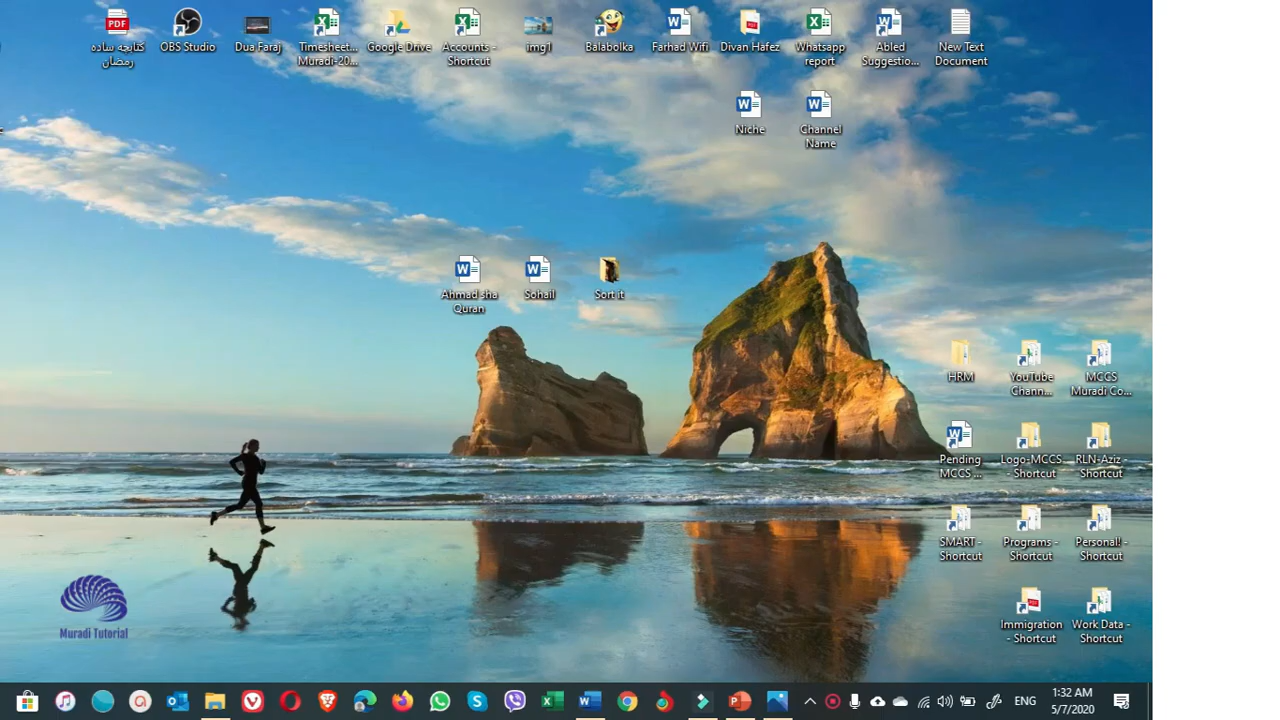 کتابچه ساده
رمضان
OBS Studio
Dua Faraj
Timesheet...
Muradi-20...
Google Drive
Accounts -
Shortcut
img1
Balabolka
Farhad Wifi
Divan Hafez
Whatsapp
report
Abled
Suggestio...
New Text
Document
Niche
Channel
Name
Ahmad sha
Quran
Sohail
Sort it
HRM
YouTube
Chann...
MCCS
Muradi Co...
Pending
MCCS ...
Logo-MCCS
- Shortcut
RLN-Aziz -
Shortcut
SMART -
Shortcut
Programs -
Shortcut
Personal! -
Shortcut
Immigration
- Shortcut
Work Data -
Shortcut
Muradi Tutorial
ENG
1:32 AM
5/7/2020